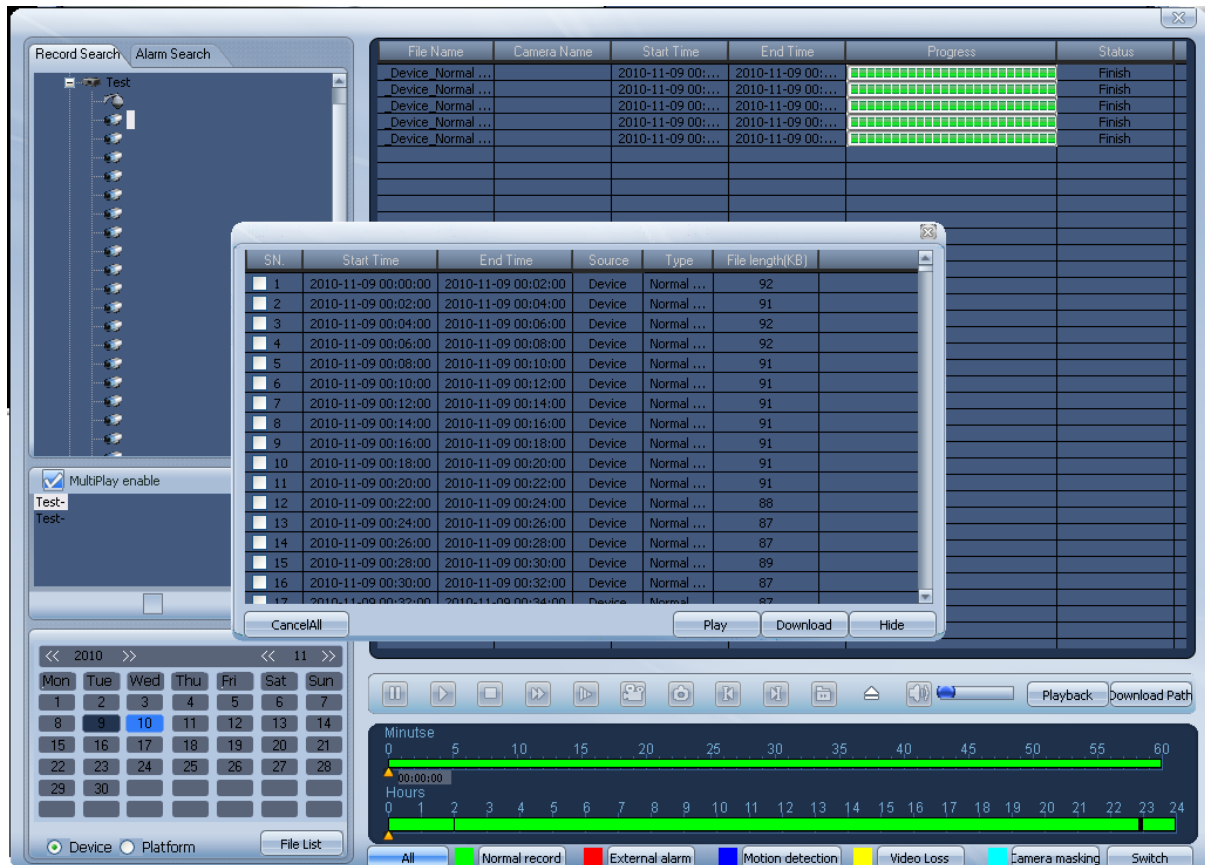 Record Search Alarm Search
Test
File Name Camera Name Start Time End Time Progress Status
_Device_Normal ... 2010-11-09 00:... 2010-11-09 00:... Finish
_Device_Normal ... 2010-11-09 00:... 2010-11-09 00:... Finish
_Device_Normal ... 2010-11-09 00:... 2010-11-09 00:... Finish
_Device_Normal ... 2010-11-09 00:... 2010-11-09 00:... Finish
_Device_Normal ... 2010-11-09 00:... 2010-11-09 00:... Finish
SN. Start Time End Time Source Type File length(KB)
1 2010-11-09 00:00:00 2010-11-09 00:02:00 Device Normal ... 92
2 2010-11-09 00:02:00 2010-11-09 00:04:00 Device Normal ... 91
3 2010-11-09 00:04:00 2010-11-09 00:06:00 Device Normal ... 92
4 2010-11-09 00:06:00 2010-11-09 00:08:00 Device Normal ... 92
5 2010-11-09 00:08:00 2010-11-09 00:10:00 Device Normal ... 91
6 2010-11-09 00:10:00 2010-11-09 00:12:00 Device Normal ... 91
7 2010-11-09 00:12:00 2010-11-09 00:14:00 Device Normal ... 91
8 2010-11-09 00:14:00 2010-11-09 00:16:00 Device Normal ... 91
9 2010-11-09 00:16:00 2010-11-09 00:18:00 Device Normal ... 91
10 2010-11-09 00:18:00 2010-11-09 00:20:00 Device Normal ... 91
11 2010-11-09 00:20:00 2010-11-09 00:22:00 Device Normal ... 91
12 2010-11-09 00:22:00 2010-11-09 00:24:00 Device Normal ... 88
13 2010-11-09 00:24:00 2010-11-09 00:26:00 Device Normal ... 87
14 2010-11-09 00:26:00 2010-11-09 00:28:00 Device Normal ... 87
15 2010-11-09 00:28:00 2010-11-09 00:30:00 Device Normal ... 89
16 2010-11-09 00:30:00 2010-11-09 00:32:00 Device Normal ... 87
17 2010-11-09 00:32:00 2010-11-09 00:34:00 Device Normal 87
CancelAll Play Download Hide
MultiPlay enable
Test-
Test-
<< 2010 >> << 11 >>
Mon Tue Wed Thu Fri Sat Sun
1 2 3 4 5 6 7
8 9 10 11 12 13 14
15 16 17 18 19 20 21
22 23 24 25 26 27 28
29 30
Device Platform File List
Playback Download Path
Minutse
0 5 10 15 20 25 30 35 40 45 50 55 60
00:00:00
Hours
0 1 2 3 4 5 6 7 8 9 10 11 12 13 14 15 16 17 18 19 20 21 22 23 24
All Normal record External alarm Motion detection Video Loss Camera masking Switch